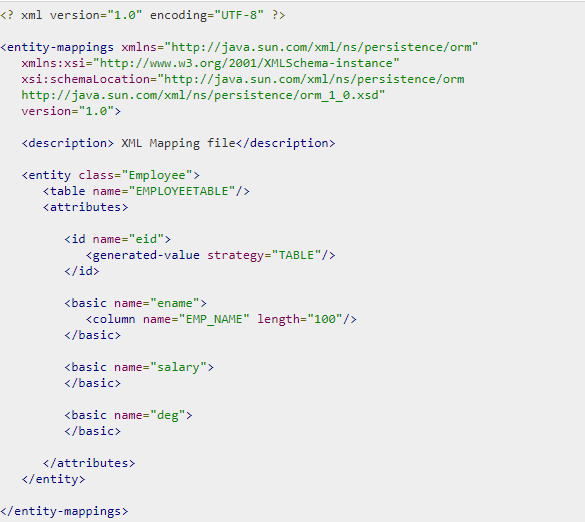 <? xml version="1.0" encoding="UTF-8" ?>
<entity-mappings xmlns="http://java.sun.com/xml/ns/persistence/orm"
xmlns:xsi="http://www.w3.org/2001/XMLSchema-instance"
xsi:schemaLocation="http://java.sun.com/xml/ns/persistence/orm
http://java.sun.com/xml/ns/persistence/orm_1_0.xsd"
version="1.0">
<description> XML Mapping file</description>
<entity class="Employee">
<table name="EMPLOYEETABLE"/>
<attributes>
<id name="eid">
<generated-value strategy="TABLE"/>
</id>
<basic name="ename">
<column name="EMP_NAME" length="100"/>
</basic>
<basic name="salary">
</basic>
<basic name="deg">
</basic>
</attributes>
</entity>
</entity-mappings>